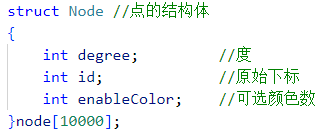 struct Node //点的结构体
{
    int degree;        //度
    int id;            //原始下标
    int enableColor;   //可选颜色数
}node[10000];